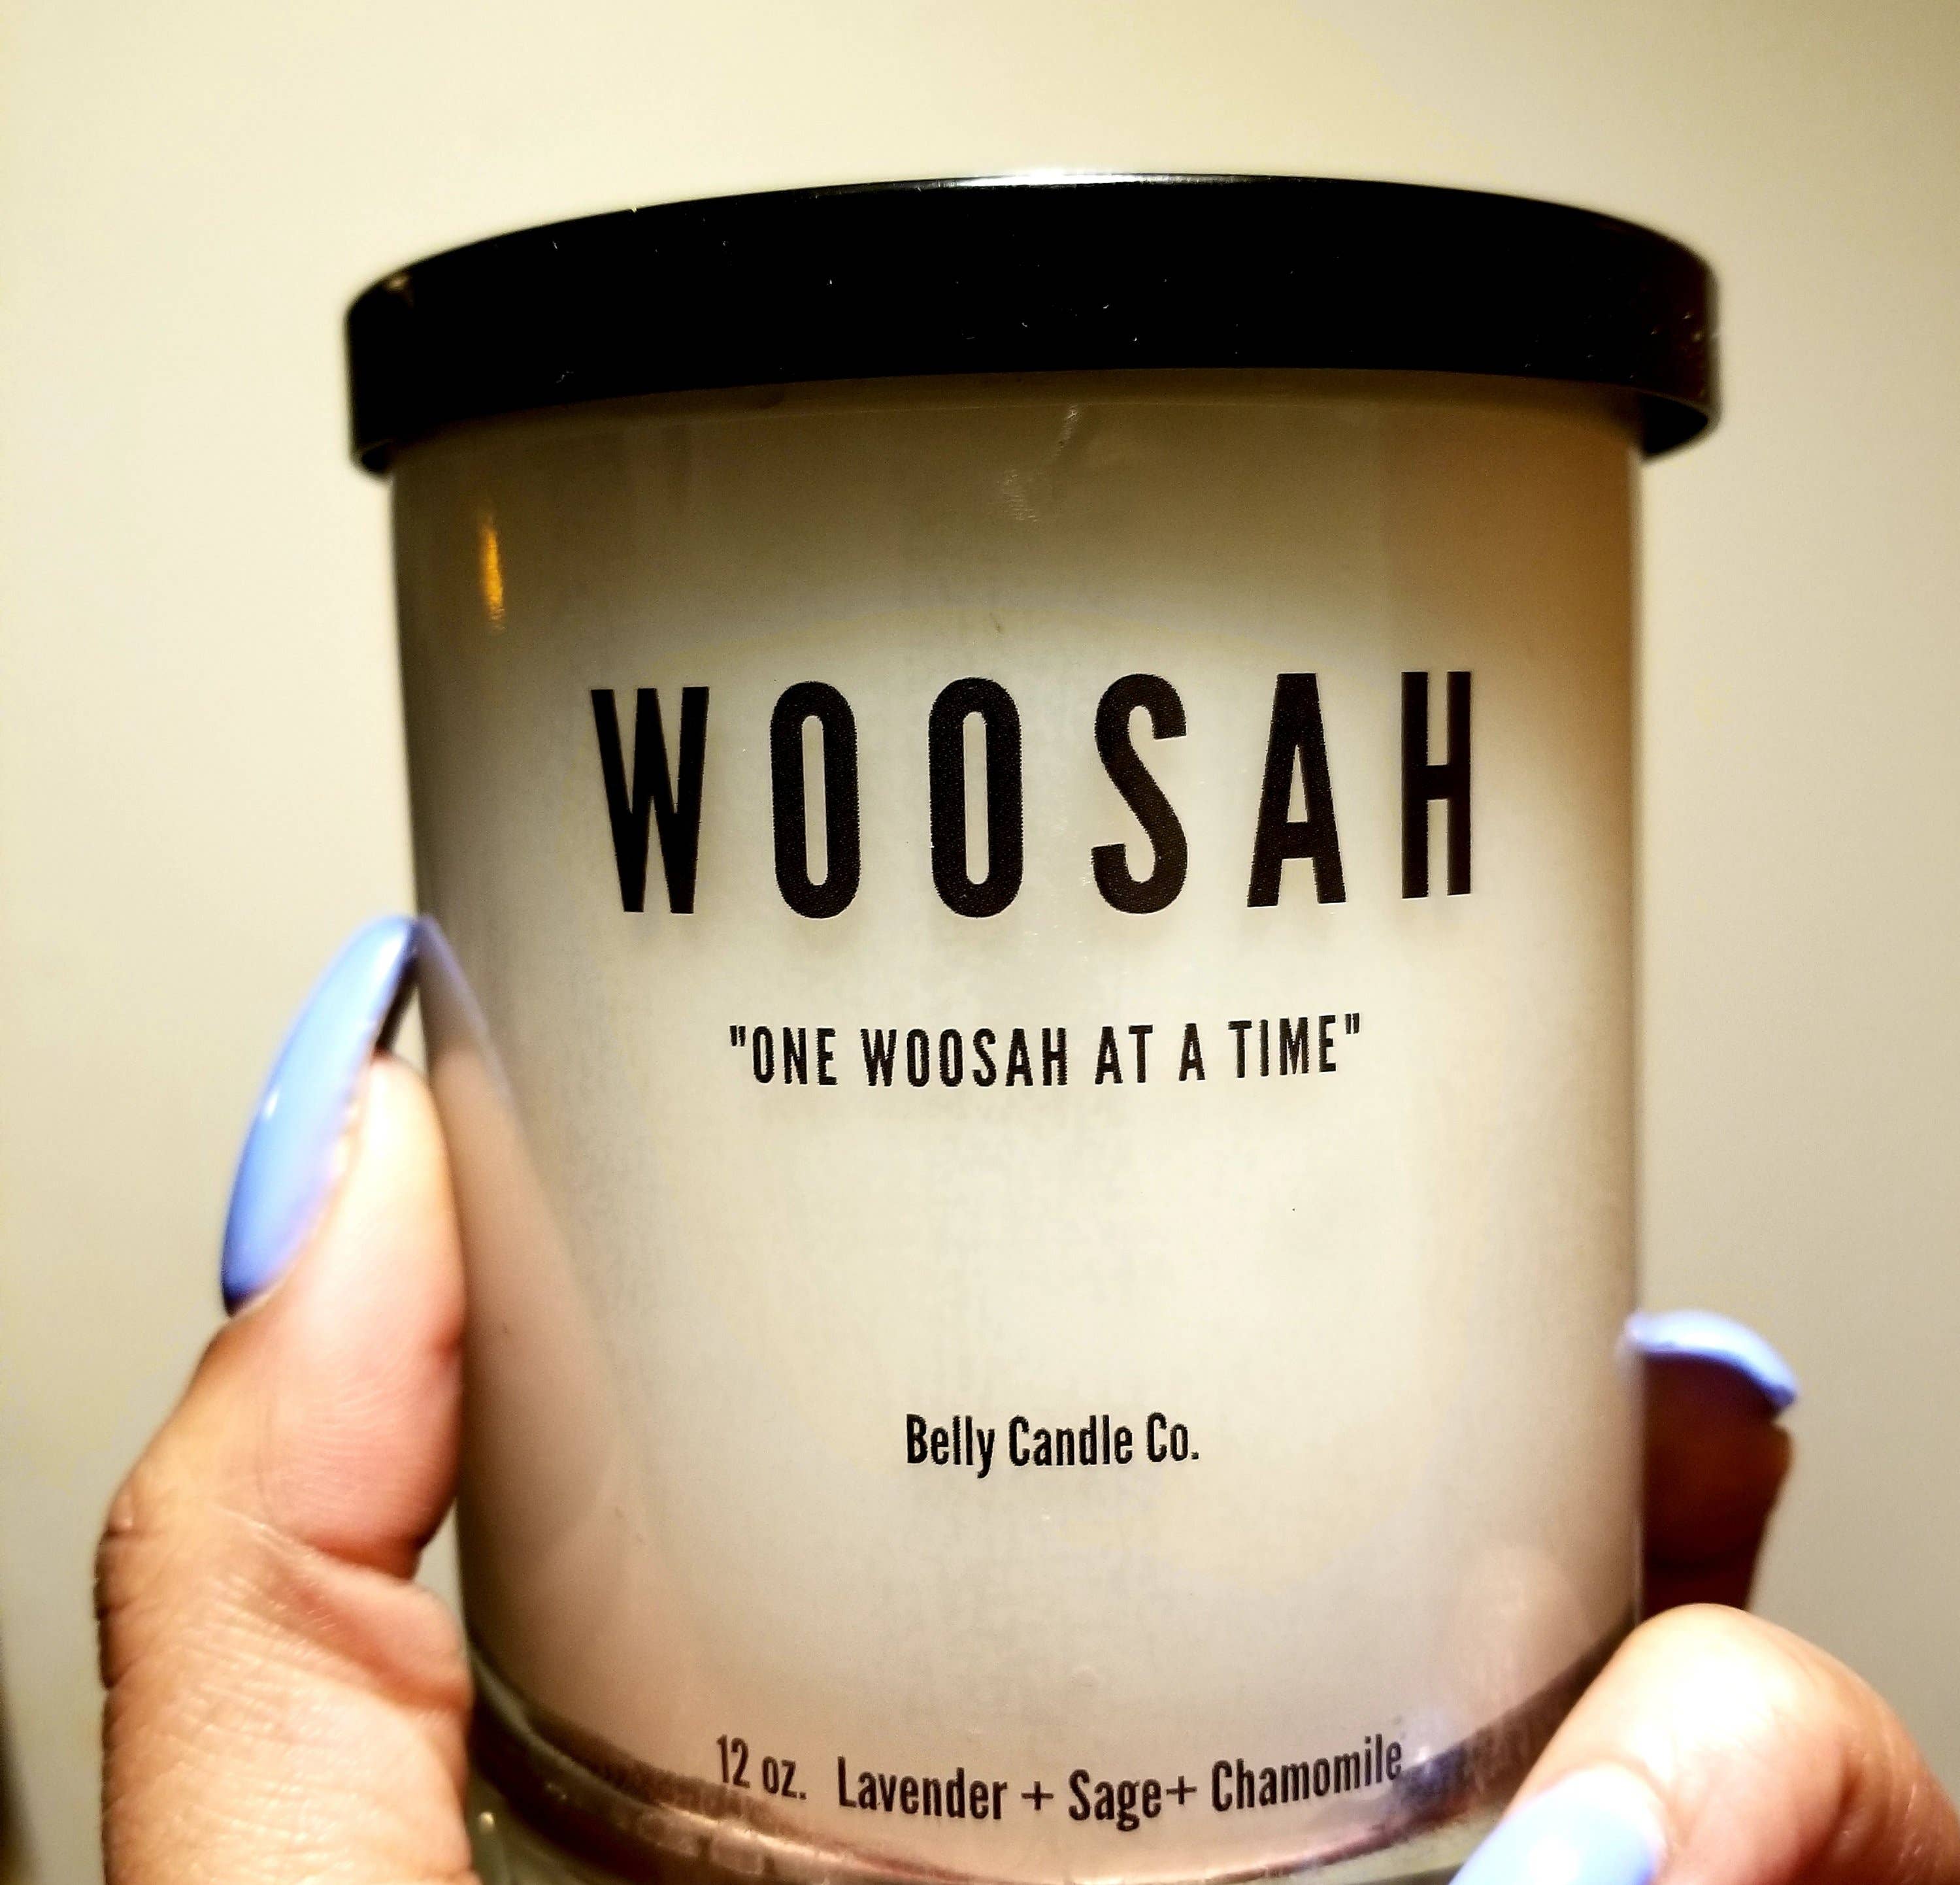 WOOSAH
"ONE WOOSAH AT A TIME"
Belly Candle Co.
12 oz. Lavender + Sage+ Chamomile